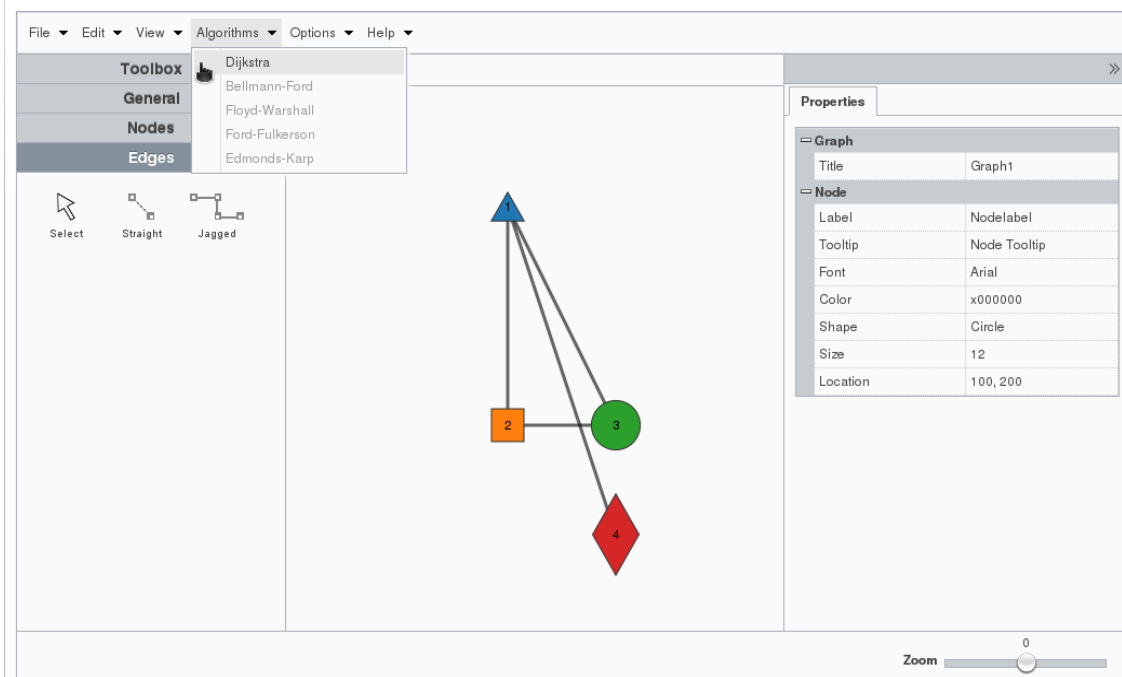 File Edit View Algorithms Options Help
Dijkstra
Bellmann-Ford
Floyd-Warshall
Ford-Fulkerson
Edmonds-Karp
Toolbox
General
Nodes
Edges
Select Straight Jagged
1
2 3
4
Properties
Graph
Title Graph1
Node
Label Nodelabel
Tooltip Node Tooltip
Font Arial
Color x000000
Shape Circle
Size 12
Location 100, 200
0
Zoom